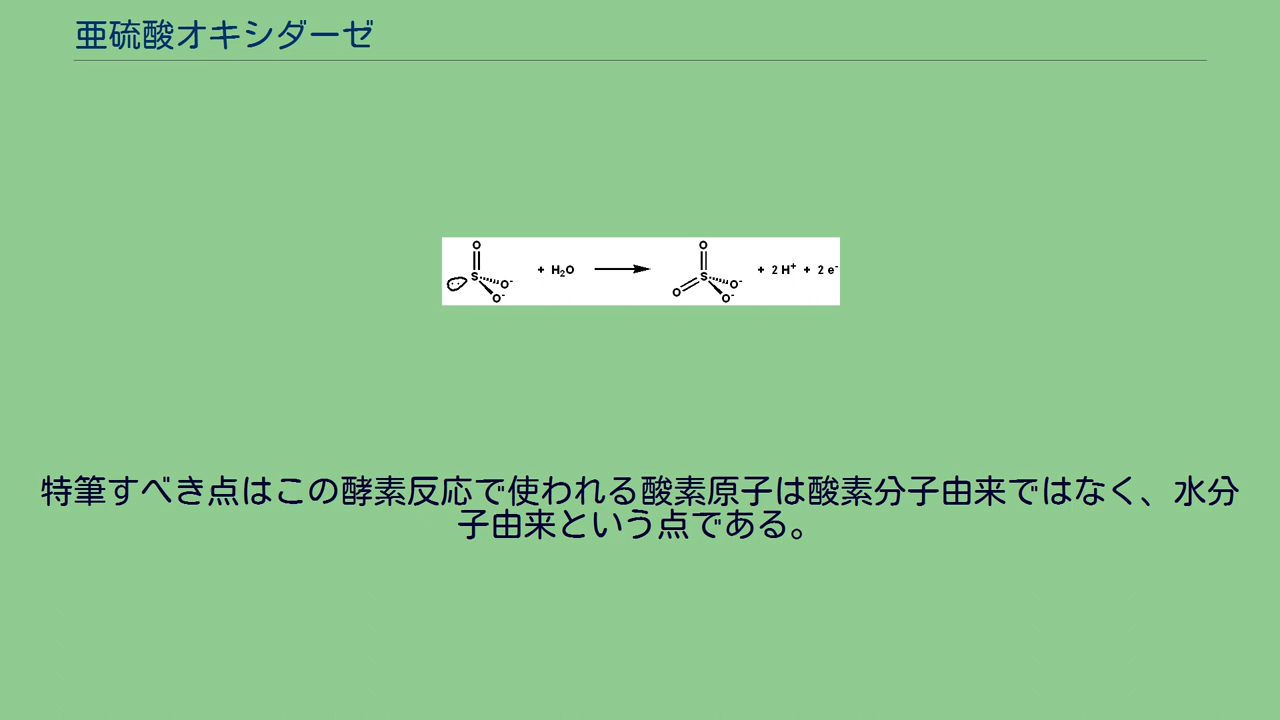 亜硫酸オキシダーゼ
O O
S O⁻ + H₂O S O⁻ + 2 H⁺ + 2 e⁻
O⁻ O O⁻
特筆すべき点はこの酵素反応で使われる酸素原子は酸素分子由来ではなく、水分
子由来という点である。